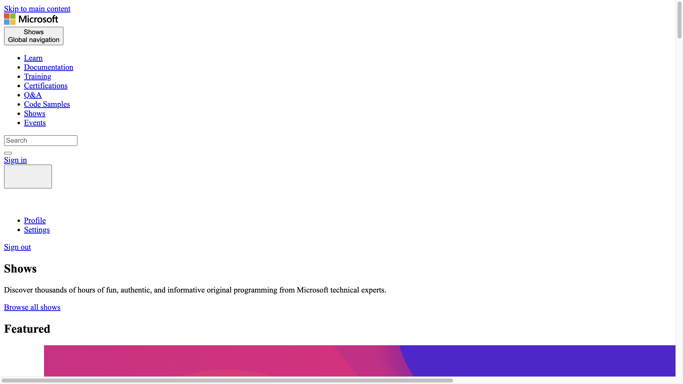 Skip to main content
Microsoft
Shows
Global navigation
Learn
Documentation
Training
Certifications
Q&A
Code Samples
Shows
Events
Search
Sign in
Profile
Settings
Sign out
Shows
Discover thousands of hours of fun, authentic, and informative original programming from Microsoft technical experts.
Browse all shows
Featured